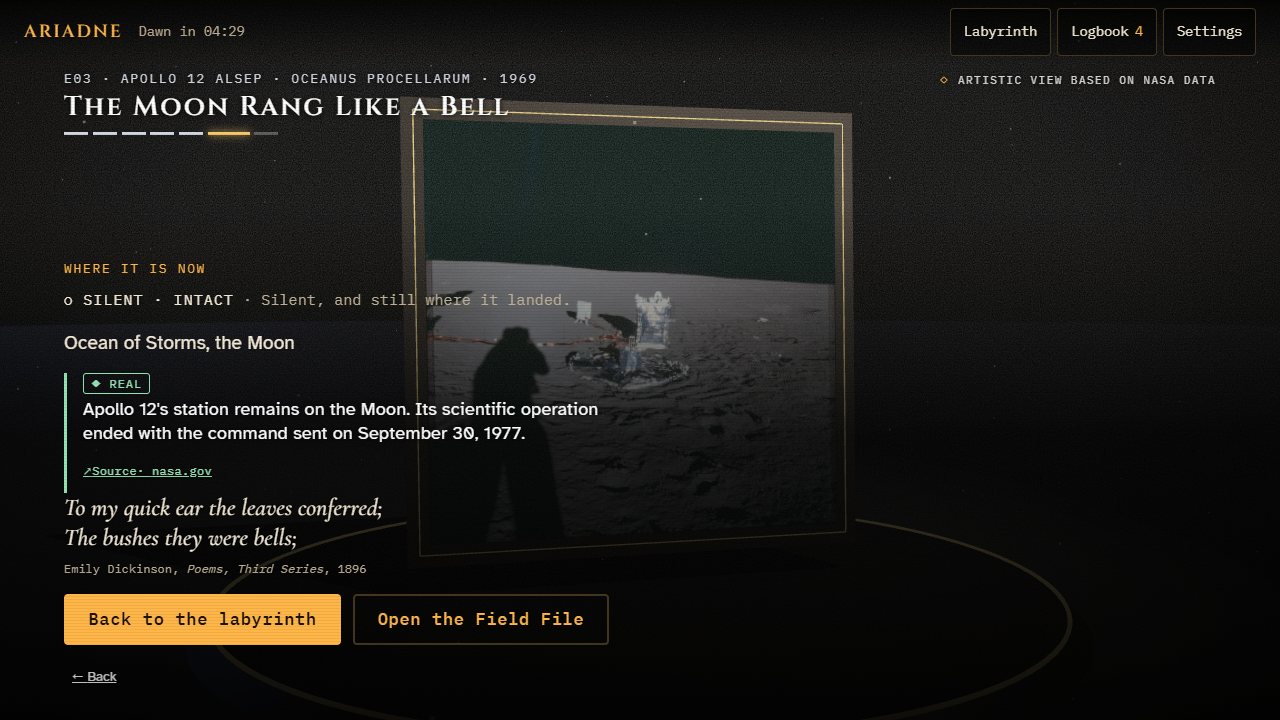 ARIADNE Dawn in 04:29 Labyrinth Logbook 4 Settings
E03 · APOLLO 12 ALSEP · OCEANUS PROCELLARUM · 1969
◇ ARTISTIC VIEW BASED ON NASA DATA
The Moon Rang Like a Bell
WHERE IT IS NOW
○ SILENT · INTACT · Silent, and still where it landed.
Ocean of Storms, the Moon
◆ REAL
Apollo 12's station remains on the Moon. Its scientific operation
ended with the command sent on September 30, 1977.
↗Source· nasa.gov
To my quick ear the leaves conferred;
The bushes they were bells;
Emily Dickinson, Poems, Third Series, 1896
Back to the labyrinth Open the Field File
← Back